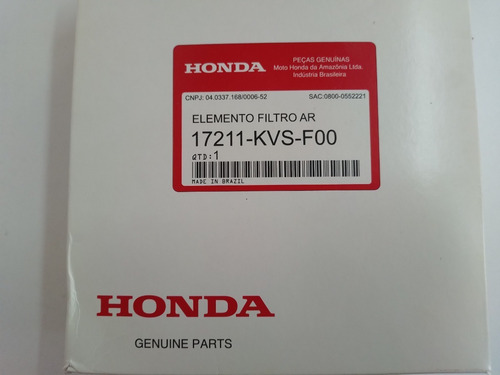 HONDA
PEÇAS GENUÍNAS
Moto Honda da Amazônia Ltda.
Indústria Brasileira
CNPJ: 04.0337.168/0006-52
SAC:0800-0552221
ELEMENTO FILTRO AR
17211-KVS-F00
QTD:1
MADE IN BRAZIL
HONDA
GENUINE PARTS